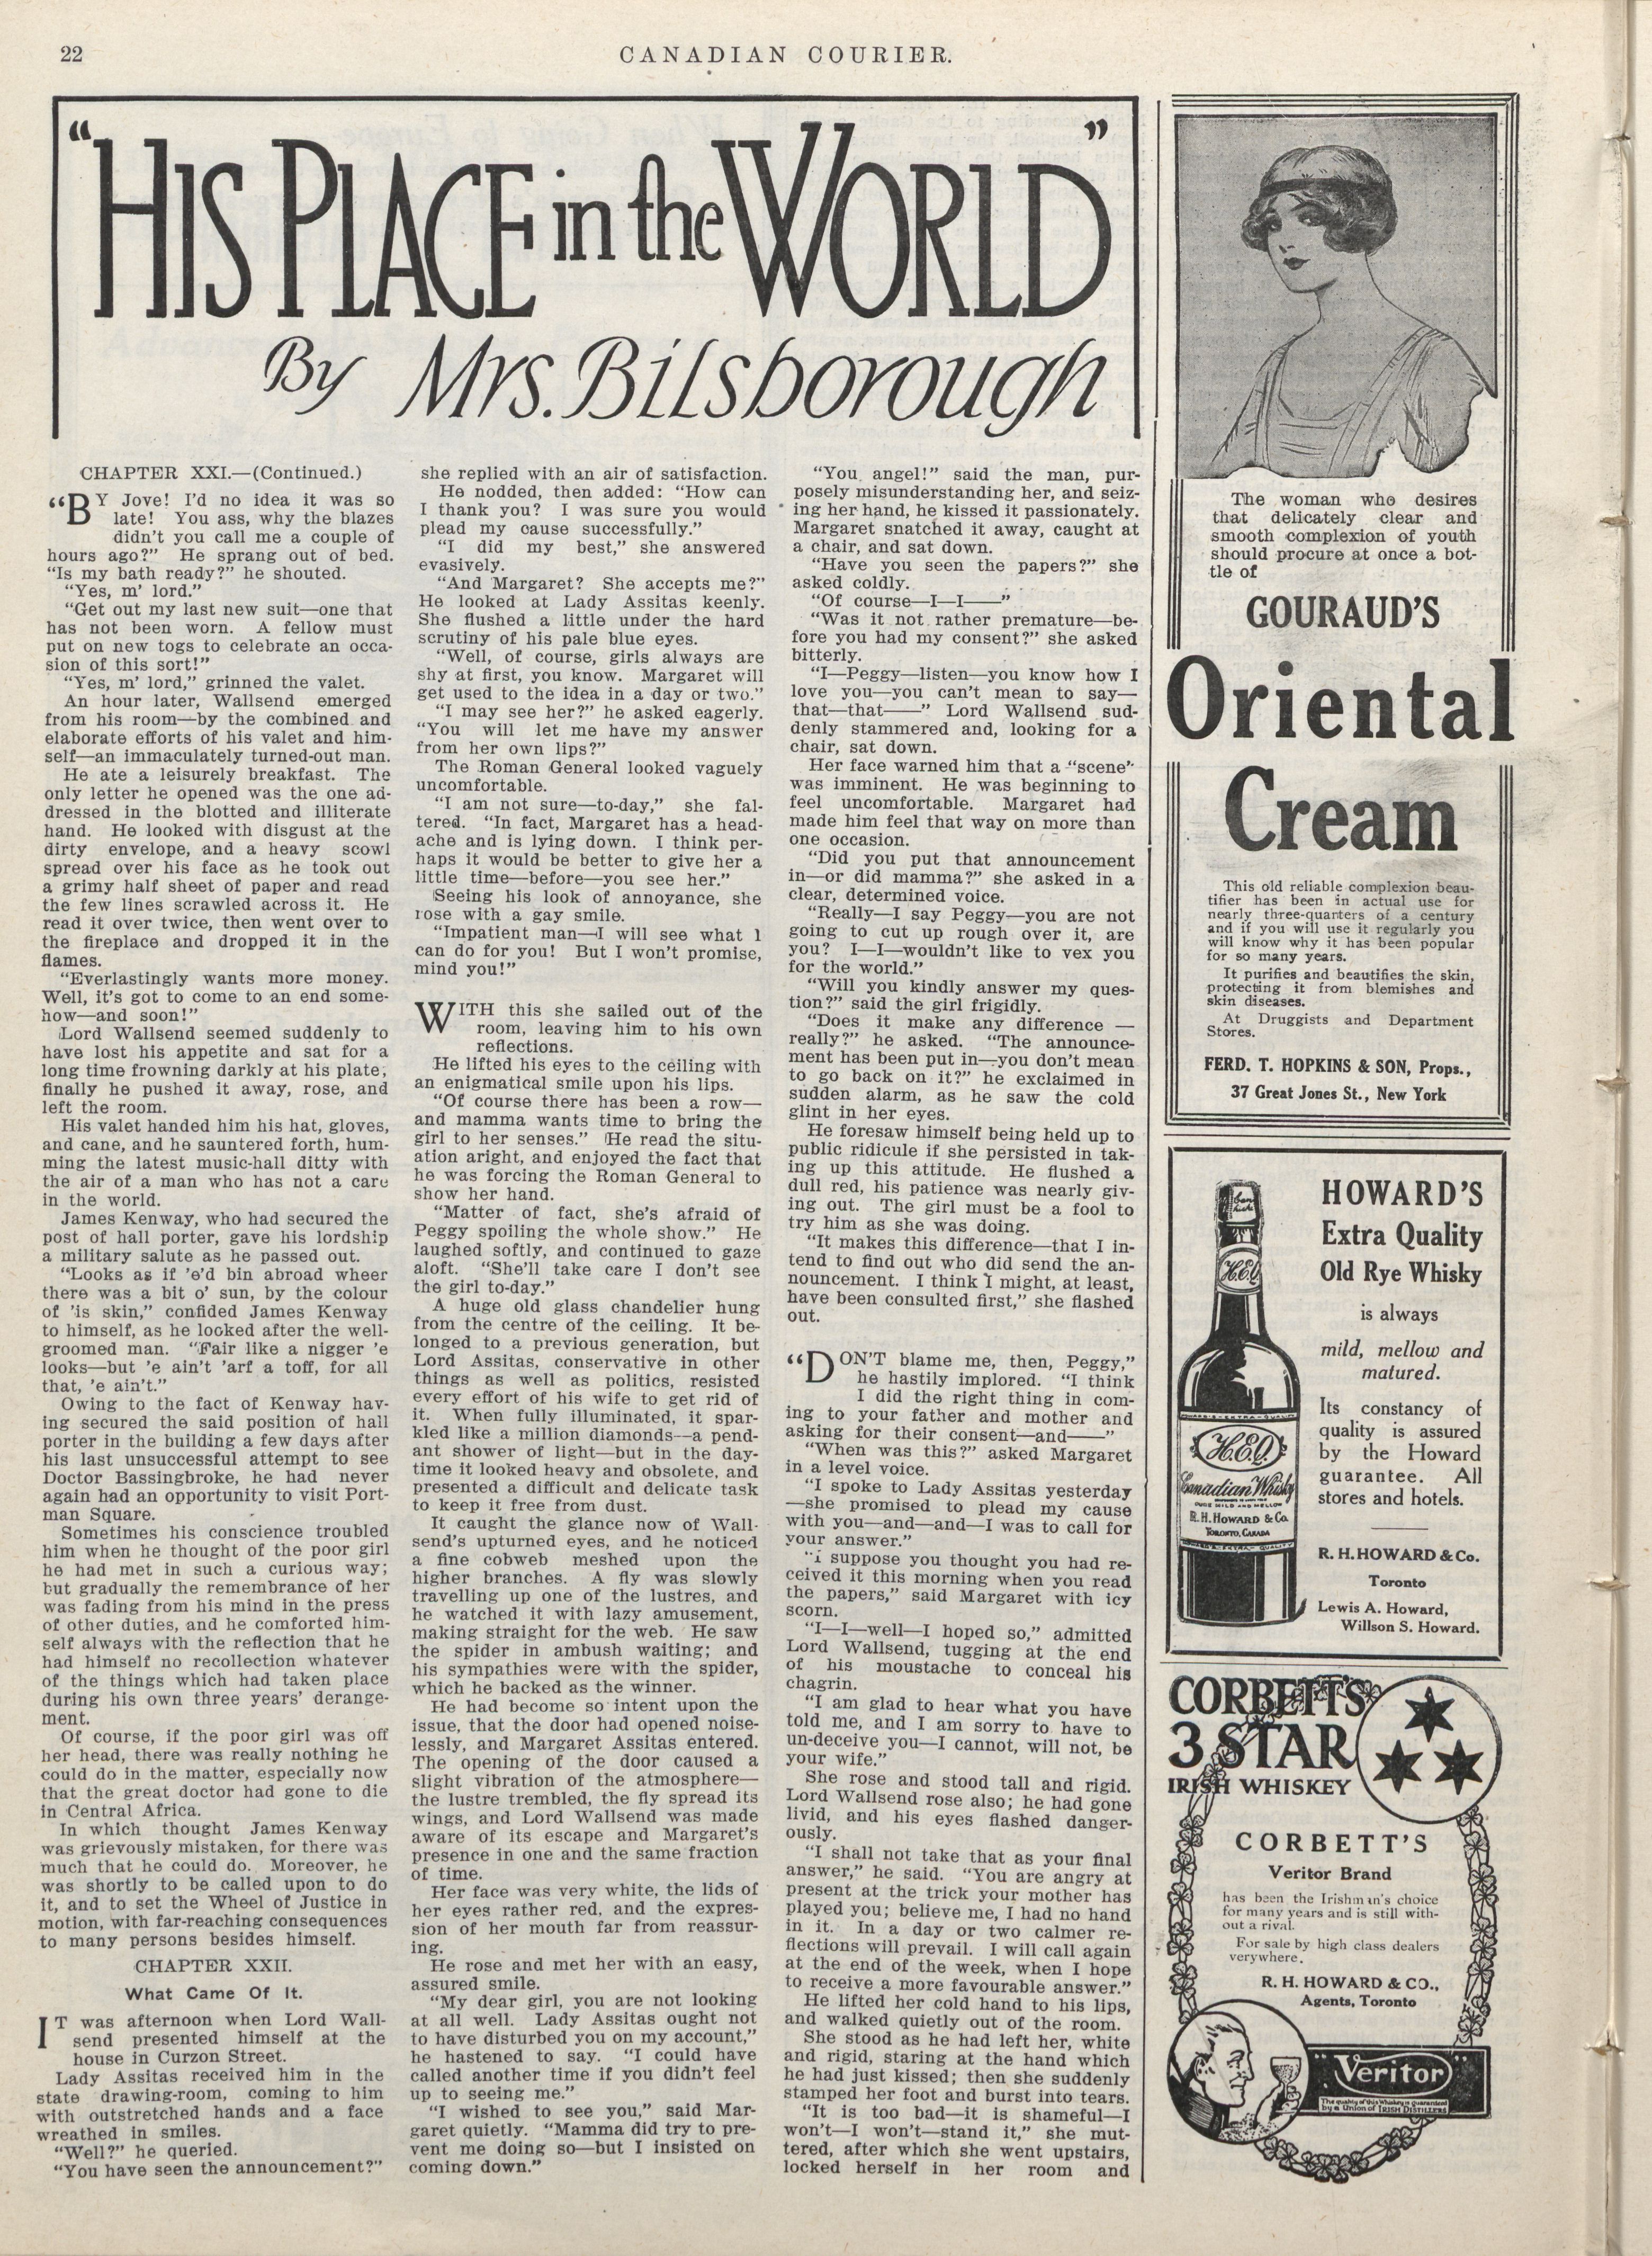 22
CANADIAN COURIER.
“HIS PLACE in the WORLD”
By Mrs. Bilsborough
CHAPTER XXI.—(Continued.)
“BY Jove! I’d no idea it was so
late! You ass, why the blazes
didn’t you call me a couple of
hours ago?” He sprang out of bed.
“Is my bath ready?” he shouted.
“Yes, m’ lord.”
“Get out my last new suit—one that
has not been worn. A fellow must
put on new togs to celebrate an occa-
sion of this sort!”
“Yes, m’ lord,” grinned the valet.
An hour later, Wallsend emerged
from his room—by the combined and
elaborate efforts of his valet and him-
self—an immaculately turned-out man.
He ate a leisurely breakfast. The
only letter he opened was the one ad-
dressed in the blotted and illiterate
hand. He looked with disgust at the
dirty envelope, and a heavy scowl
spread over his face as he took out
a grimy half sheet of paper and read
the few lines scrawled across it. He
read it over twice, then went over to
the fireplace and dropped it in the
flames.
“Everlastingly wants more money.
Well, it’s got to come to an end some-
how—and soon!”
Lord Wallsend seemed suddenly to
have lost his appetite and sat for a
long time frowning darkly at his plate,
finally he pushed it away, rose, and
left the room.
His valet handed him his hat, gloves,
and cane, and he sauntered forth, hum-
ming the latest music-hall ditty with
the air of a man who has not a care
in the world.
James Kenway, who had secured the
post of hall porter, gave his lordship
a military salute as he passed out.
“Looks as if ’e’d bin abroad wheer
there was a bit o’ sun, by the colour
of ’is skin,” confided James Kenway
to himself, as he looked after the well-
groomed man. “Fair like a nigger ’e
looks—but ’e ain’t ’arf a toff, for all
that, ’e ain’t.”
Owing to the fact of Kenway hav-
ing secured the said position of hall
porter in the building a few days after
his last unsuccessful attempt to see
Doctor Bassingbroke, he had never
again had an opportunity to visit Port-
man Square.
Sometimes his conscience troubled
him when he thought of the poor girl
he had met in such a curious way;
but gradually the remembrance of her
was fading from his mind in the press
of other duties, and he comforted him-
self always with the reflection that he
had himself no recollection whatever
of the things which had taken place
during his own three years’ derange-
ment.
Of course, if the poor girl was off
her head, there was really nothing he
could do in the matter, especially now
that the great doctor had gone to die
in Central Africa.
In which thought James Kenway
was grievously mistaken, for there was
much that he could do. Moreover, he
was shortly to be called upon to do
it, and to set the Wheel of Justice in
motion, with far-reaching consequences
to many persons besides himself.
CHAPTER XXII.
What Came Of It.
IT was afternoon when Lord Wall-
send presented himself at the
house in Curzon Street.
Lady Assitas received him in the
state drawing-room, coming to him
with outstretched hands and a face
wreathed in smiles.
“Well?” he queried.
“You have seen the announcement?”
she replied with an air of satisfaction.
He nodded, then added: “How can
I thank you? I was sure you would
plead my cause successfully.”
“I did my best,” she answered
evasively.
“And Margaret? She accepts me?”
He looked at Lady Assitas keenly.
She flushed a little under the hard
scrutiny of his pale blue eyes.
“Well, of course, girls always are
shy at first, you know. Margaret will
get used to the idea in a day or two.”
“I may see her?” he asked eagerly.
“You will let me have my answer
from her own lips?”
The Roman General looked vaguely
uncomfortable.
“I am not sure—to-day,” she fal-
tered. “In fact, Margaret has a head-
ache and is lying down. I think per-
haps it would be better to give her a
little time—before—you see her.”
Seeing his look of annoyance, she
rose with a gay smile.
“Impatient man—I will see what I
can do for you! But I won’t promise,
mind you!”
WITH this she sailed out of the
room, leaving him to his own
reflections.
He lifted his eyes to the ceiling with
an enigmatical smile upon his lips.
“Of course there has been a row—
and mamma wants time to bring the
girl to her senses.” He read the situ-
ation aright, and enjoyed the fact that
he was forcing the Roman General to
show her hand.
“Matter of fact, she’s afraid of
Peggy spoiling the whole show.” He
laughed softly, and continued to gaze
aloft. “She’ll take care I don’t see
the girl to-day.”
A huge old glass chandelier hung
from the centre of the ceiling. It be-
longed to a previous generation, but
Lord Assitas, conservative in other
things as well as politics, resisted
every effort of his wife to get rid of
it. When fully illuminated, it spar-
kled like a million diamonds—a pend-
ant shower of light—but in the day-
time it looked heavy and obsolete, and
presented a difficult and delicate task
to keep it free from dust.
It caught the glance now of Wall-
send’s upturned eyes, and he noticed
a fine cobweb meshed upon the
higher branches. A fly was slowly
travelling up one of the lustres, and
he watched it with lazy amusement,
making straight for the web. He saw
the spider in ambush waiting; and
his sympathies were with the spider,
which he backed as the winner.
He had become so intent upon the
issue, that the door had opened noise-
lessly, and Margaret Assitas entered.
The opening of the door caused a
slight vibration of the atmosphere—
the lustre trembled, the fly spread its
wings, and Lord Wallsend was made
aware of its escape and Margaret’s
presence in one and the same fraction
of time.
Her face was very white, the lids of
her eyes rather red, and the expres-
sion of her mouth far from reassur-
ing.
He rose and met her with an easy,
assured smile.
“My dear girl, you are not looking
at all well. Lady Assitas ought not
to have disturbed you on my account,”
he hastened to say. “I could have
called another time if you didn’t feel
up to seeing me.”
“I wished to see you,” said Mar-
garet quietly. “Mamma did try to pre-
vent me doing so—but I insisted on
coming down.”
“You angel!” said the man, pur-
posely misunderstanding her, and seiz-
ing her hand, he kissed it passionately.
Margaret snatched it away, caught at
a chair, and sat down.
“Have you seen the papers?” she
asked coldly.
“Of course—I—I——”
“Was it not rather premature—be-
fore you had my consent?” she asked
bitterly.
“I—Peggy—listen—you know how I
love you—you can’t mean to say—
that—that——” Lord Wallsend sud-
denly stammered and, looking for a
chair, sat down.
Her face warned him that a “scene”
was imminent. He was beginning to
feel uncomfortable. Margaret had
made him feel that way on more than
one occasion.
“Did you put that announcement
in—or did mamma?” she asked in a
clear, determined voice.
“Really—I say Peggy—you are not
going to cut up rough over it, are
you? I—I—wouldn’t like to vex you
for the world.”
“Will you kindly answer my ques-
tion?” said the girl frigidly.
“Does it make any difference —
really?” he asked. “The announce-
ment has been put in—you don’t mean
to go back on it?” he exclaimed in
sudden alarm, as he saw the cold
glint in her eyes.
He foresaw himself being held up to
public ridicule if she persisted in tak-
ing up this attitude. He flushed a
dull red, his patience was nearly giv-
ing out. The girl must be a fool to
try him as she was doing.
“It makes this difference—that I in-
tend to find out who did send the an-
nouncement. I think I might, at least,
have been consulted first,” she flashed
out.
“DON’T blame me, then, Peggy,”
he hastily implored. “I think
I did the right thing in com-
ing to your father and mother and
asking for their consent—and——”
“When was this?” asked Margaret
in a level voice.
“I spoke to Lady Assitas yesterday
—she promised to plead my cause
with you—and—and—I was to call for
your answer.”
“I suppose you thought you had re-
ceived it this morning when you read
the papers,” said Margaret with icy
scorn.
“I—I—well—I hoped so,” admitted
Lord Wallsend, tugging at the end
of his moustache to conceal his
chagrin.
“I am glad to hear what you have
told me, and I am sorry to have to
un-deceive you—I cannot, will not, be
your wife.”
She rose and stood tall and rigid.
Lord Wallsend rose also; he had gone
livid, and his eyes flashed danger-
ously.
“I shall not take that as your final
answer,” he said. “You are angry at
present at the trick your mother has
played you; believe me, I had no hand
in it. In a day or two calmer re-
flections will prevail. I will call again
at the end of the week, when I hope
to receive a more favourable answer.”
He lifted her cold hand to his lips,
and walked quietly out of the room.
She stood as he had left her, white
and rigid, staring at the hand which
he had just kissed; then she suddenly
stamped her foot and burst into tears.
“It is too bad—it is shameful—I
won’t—I won’t—stand it,” she mut-
tered, after which she went upstairs,
locked herself in her room and
The woman who desires
that delicately clear and
smooth complexion of youth
should procure at once a bot-
tle of
GOURAUD’S
Oriental
Cream
This old reliable complexion beau-
tifier has been in actual use for
nearly three-quarters of a century
and if you will use it regularly you
will know why it has been popular
for so many years.
It purifies and beautifies the skin,
protecting it from blemishes and
skin diseases.
At Druggists and Department
Stores.
FERD. T. HOPKINS & SON, Props.,
37 Great Jones St., New York
HOWARD’S
Extra Quality
Old Rye Whisky
is always
mild, mellow and
matured.
Its constancy of
quality is assured
by the Howard
guarantee. All
stores and hotels.
R. H. HOWARD & Co.
Toronto
Lewis A. Howard,
Willson S. Howard.
H.E.Q.
HOWARD’S-EXTRA-QUALITY
H.E.Q.
Canadian Whisky
PURE MILD AND MELLOW
R.H. HOWARD & Co.
TORONTO, CANADA
HOWARD’S-EXTRA-QUALITY
CORBETT’S
3 STAR
IRISH WHISKEY
CORBETT’S
Veritor Brand
has been the Irishman’s choice
for many years and is still with-
out a rival.
For sale by high class dealers
verywhere.
R. H. HOWARD & CO.,
Agents, Toronto
“Veritor”
The quality of this Whiskey is guaranteed
by a Union of IRISH DISTILLERS